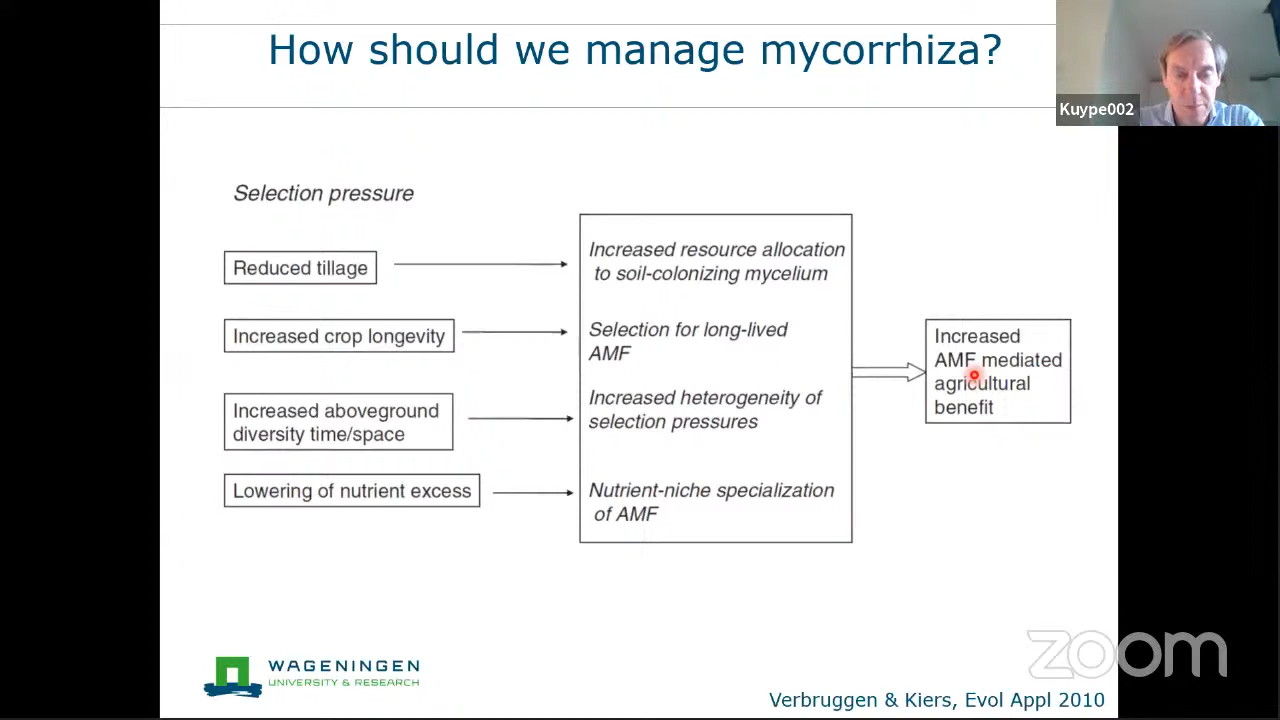 How should we manage mycorrhiza?
Kuype002
Selection pressure
Reduced tillage
Increased resource allocation
to soil-colonizing mycelium
Increased crop longevity
Selection for long-lived
AMF
Increased aboveground
diversity time/space
Increased heterogeneity of
selection pressures
Lowering of nutrient excess
Nutrient-niche specialization
of AMF
Increased
AMF mediated
agricultural
benefit
WAGENINGEN
UNIVERSITY & RESEARCH
zoom
Verbruggen & Kiers, Evol Appl 2010